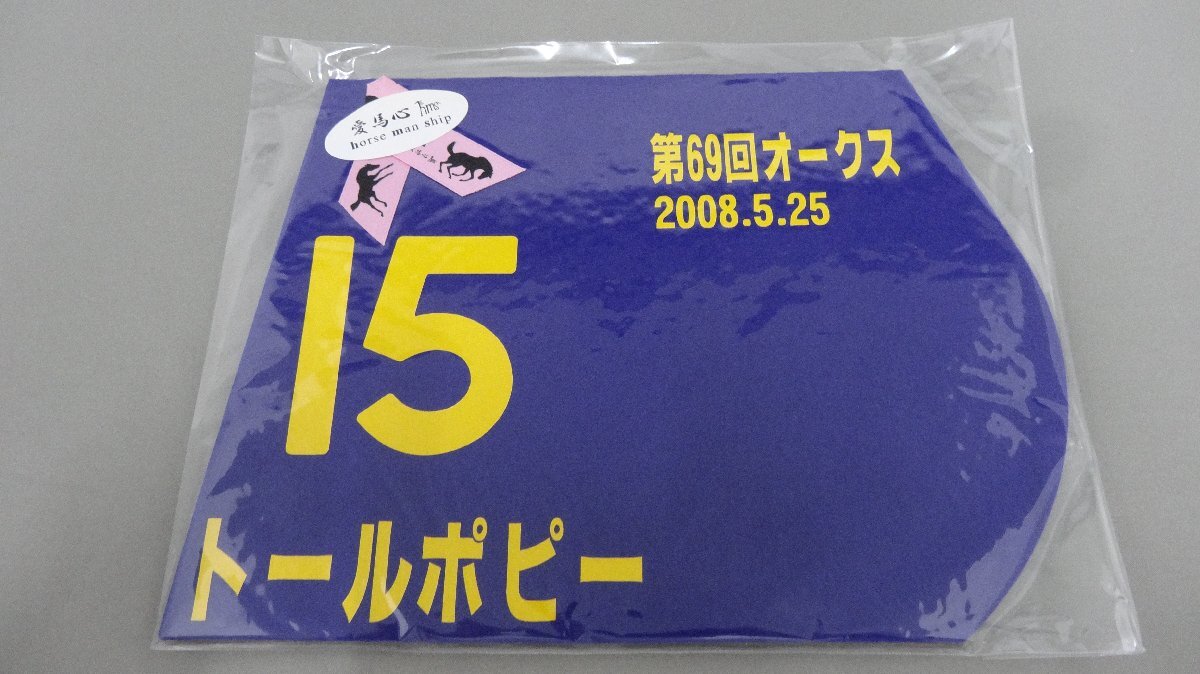 愛馬心
horse man ship
第69回オークス
2008.5.25
15
トールポピー